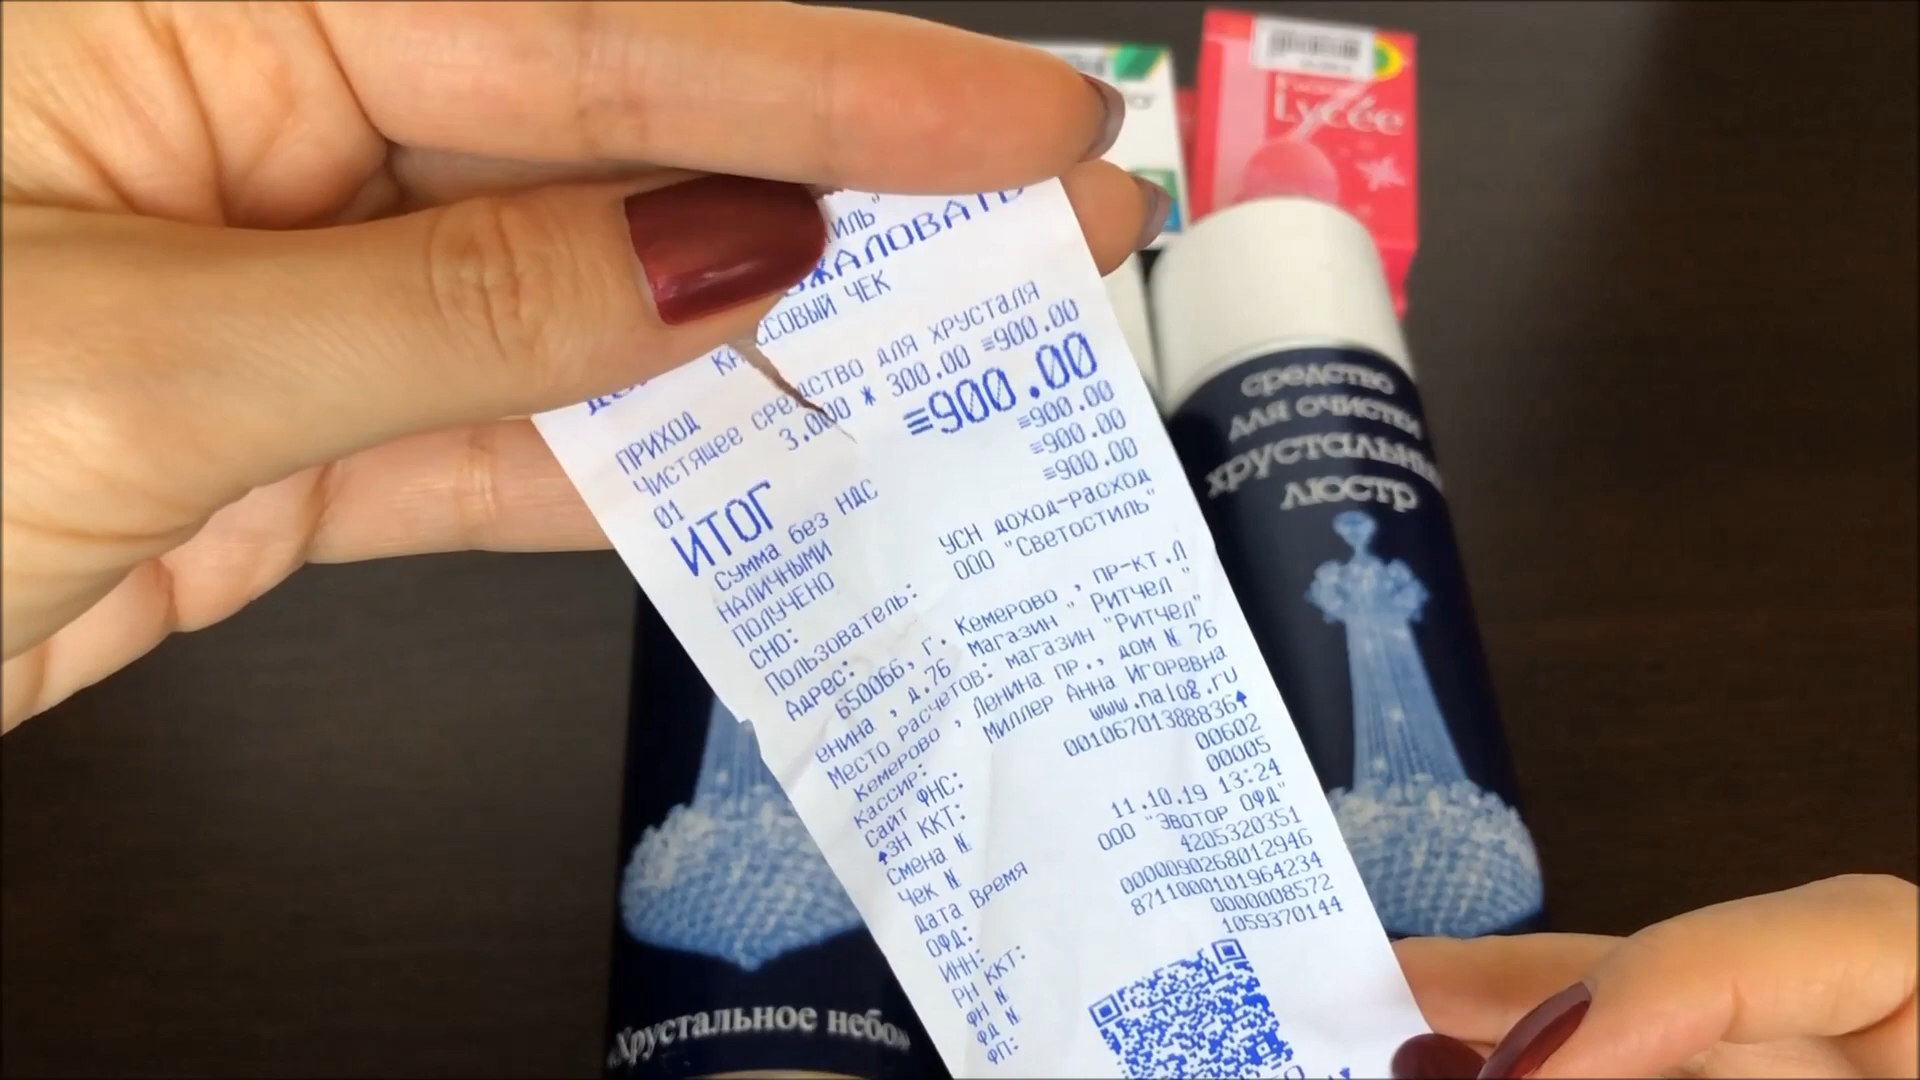 КАССОВЫЙ ЧЕК
ПРИХОД
Чистящее средство для хрусталя
3.000 * 300.00 ≡900.00
01
ИТОГ ≡900.00
Сумма без НДС ≡900.00
НАЛИЧНЫМИ ≡900.00
ПОЛУЧЕНО ≡900.00
СНО: УСН доход-расход
Пользователь: ООО "Светостиль"
Адрес:
650066, г. Кемерово , пр-кт.Л
енина , д.76 Магазин " Ритчел "
Место расчетов: магазин "Ритчел"
Кемерово , Ленина пр., дом № 76
Кассир: Миллер Анна Игоревна
Сайт ФНС: www.nalog.ru
ЗН ККТ: 00106701388836
Смена № 00602
Чек № 00005
Дата Время 11.10.19 13:24
ОФД: ООО "Эвотор ОФД"
ИНН: 4205320351
РН ККТ: 0000090268012946
ФН № 8711000101964234
ФД № 0000008572
ФП: 1059370144
Lycée
средство
для очистки
хрустальных
люстр
«Хрустальное небо»